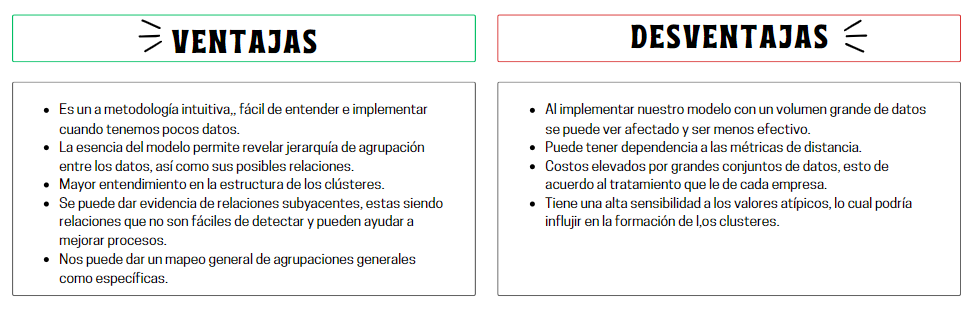 VENTAJAS
DESVENTAJAS
• Es un a metodología intuitiva,, fácil de entender e implementar
cuando tenemos pocos datos.
• La esencia del modelo permite revelar jerarquía de agrupación
entre los datos, así como sus posibles relaciones.
• Mayor entendimiento en la estructura de los clústeres.
• Se puede dar evidencia de relaciones subyacentes, estas siendo
relaciones que no son fáciles de detectar y pueden ayudar a
mejorar procesos.
• Nos puede dar un mapeo general de agrupaciones generales
como específicas.
• Al implementar nuestro modelo con un volumen grande de datos
se puede ver afectado y ser menos efectivo.
• Puede tener dependencia a las métricas de distancia.
• Costos elevados por grandes conjuntos de datos, esto de
acuerdo al tratamiento que le de cada empresa.
• Tiene una alta sensibilidad a los valores atípicos, lo cual podría
influjir en la formación de l,os clusteres.